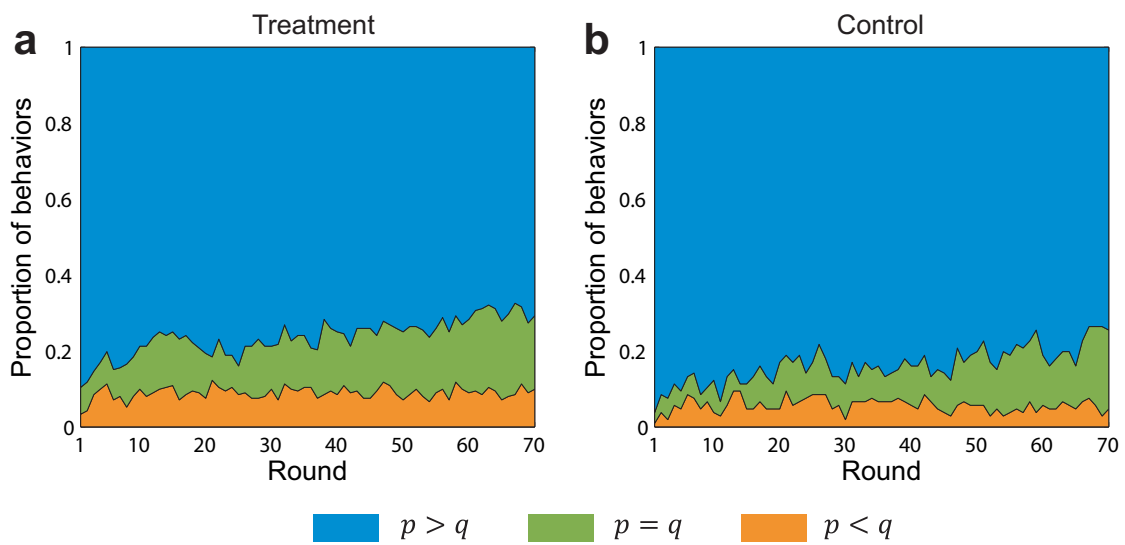 a
Treatment
Proportion of behaviors
1
0.8
0.6
0.4
0.2
0
1 10 20 30 40 50 60 70
Round
b
Control
Proportion of behaviors
1
0.8
0.6
0.4
0.2
0
1 10 20 30 40 50 60 70
Round
p > q p = q p < q